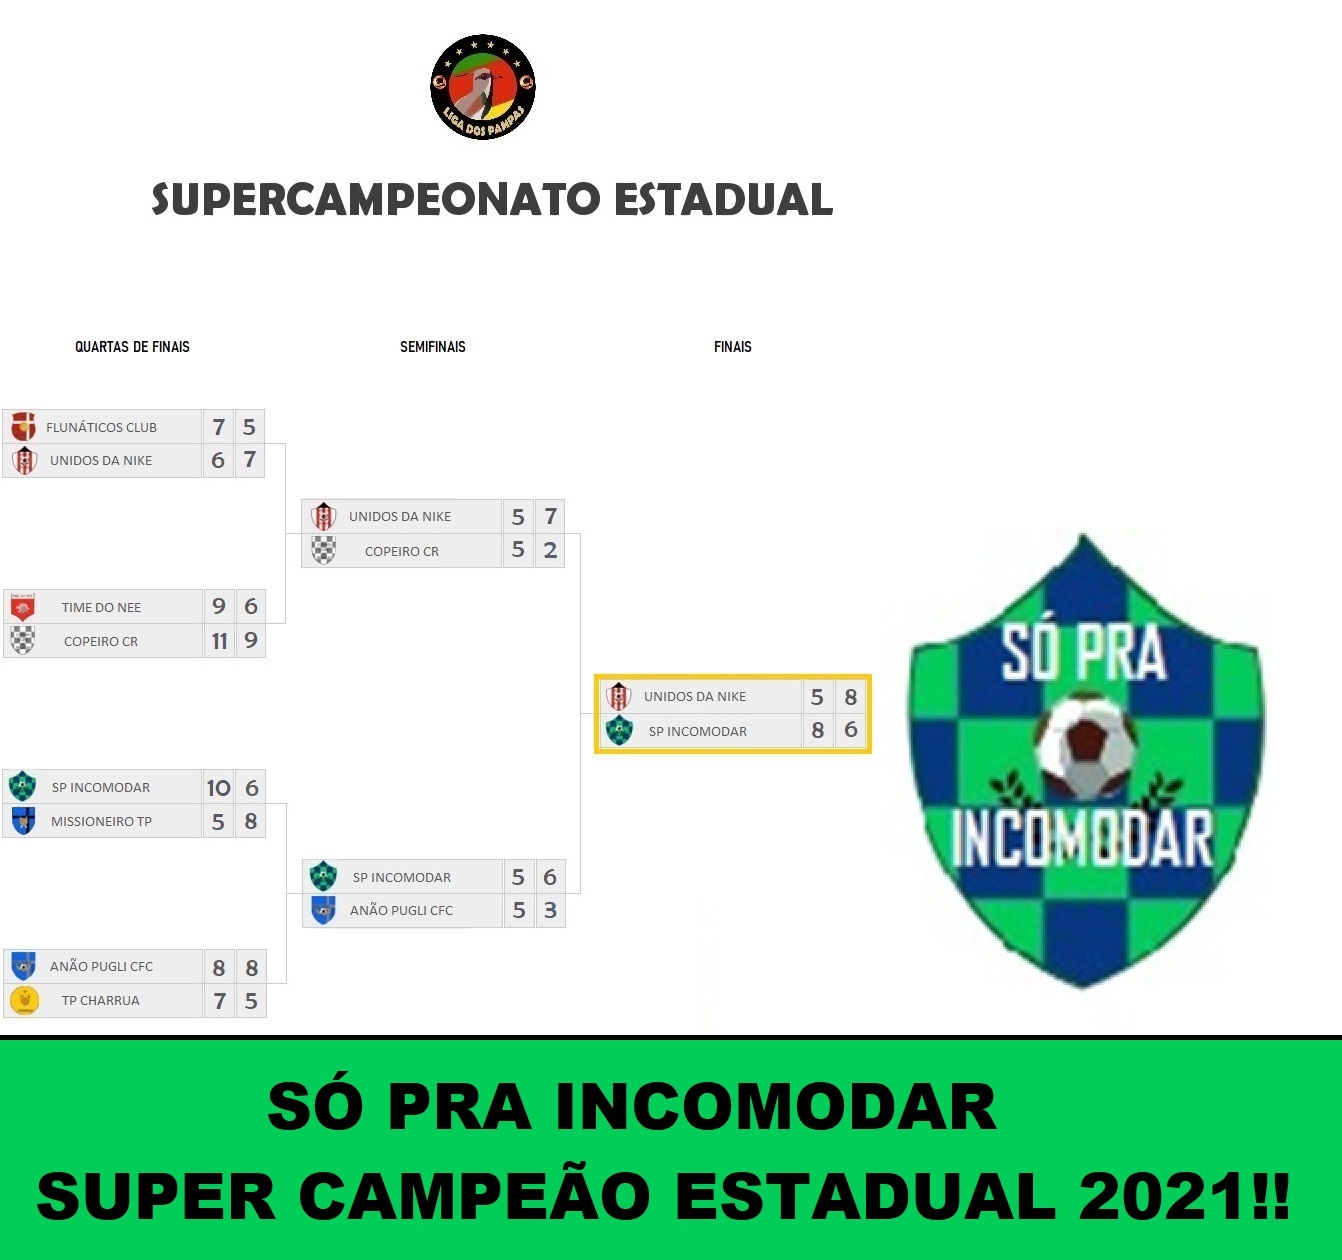 LIGA DOS PAMPAS
SUPERCAMPEONATO ESTADUAL
QUARTAS DE FINAIS
SEMIFINAIS
FINAIS
FLUNÁTICOS CLUB 7 5
UNIDOS DA NIKE 6 7
UNIDOS DA NIKE 5 7
COPEIRO CR 5 2
TIME DO NEE 9 6
COPEIRO CR 11 9
UNIDOS DA NIKE 5 8
SP INCOMODAR 8 6
SP INCOMODAR 10 6
MISSIONEIRO TP 5 8
SP INCOMODAR 5 6
ANÃO PUGLI CFC 5 3
ANÃO PUGLI CFC 8 8
TP CHARRUA 7 5
SÓ PRA
INCOMODAR
SÓ PRA INCOMODAR
SUPER CAMPEÃO ESTADUAL 2021!!